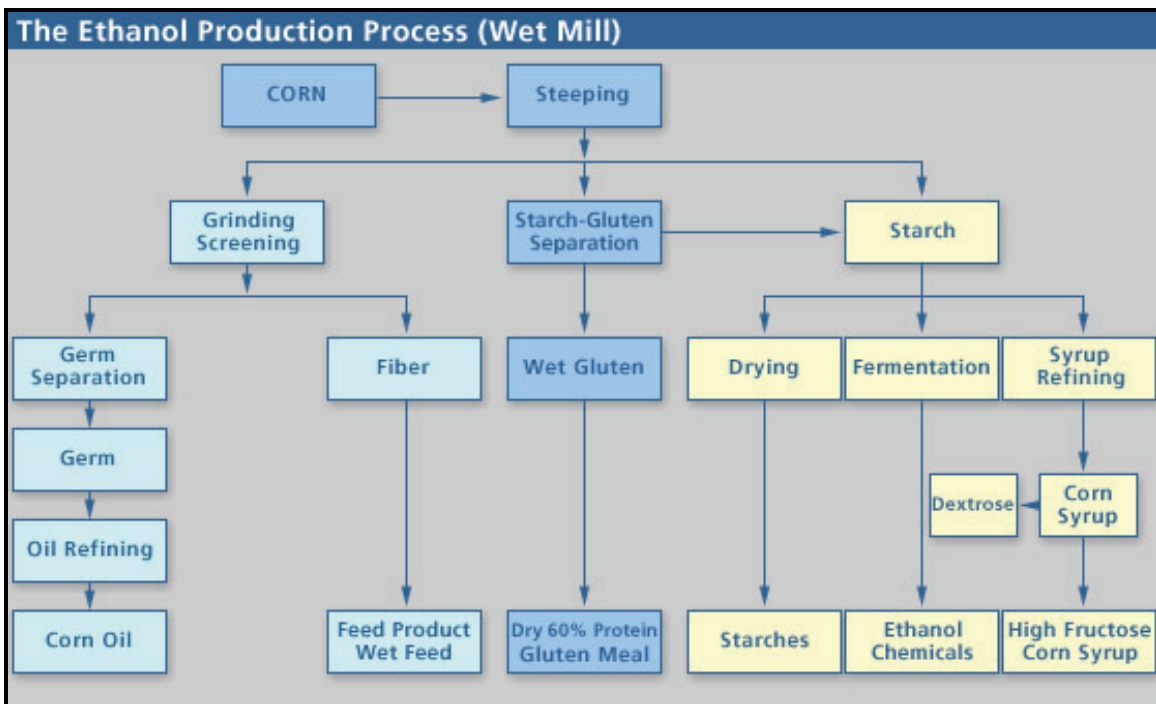 The Ethanol Production Process (Wet Mill)
CORN
Steeping
Grinding
Screening
Starch-Gluten
Separation
Starch
Germ
Separation
Fiber
Wet Gluten
Drying
Fermentation
Syrup
Refining
Germ
Dextrose
Corn
Syrup
Oil Refining
Corn Oil
Feed Product
Wet Feed
Dry 60% Protein
Gluten Meal
Starches
Ethanol
Chemicals
High Fructose
Corn Syrup